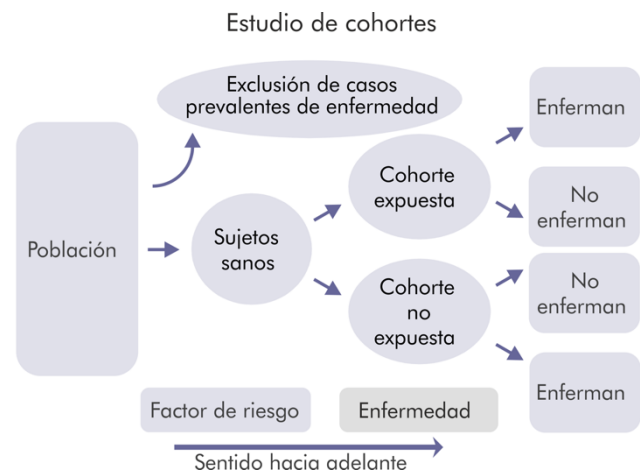 Estudio de cohortes
Exclusión de casos
prevalentes de enfermedad
Población
Sujetos
sanos
Cohorte
expuesta
Cohorte
no
expuesta
Enferman
No
enferman
No
enferman
Enferman
Factor de riesgo
Enfermedad
Sentido hacia adelante